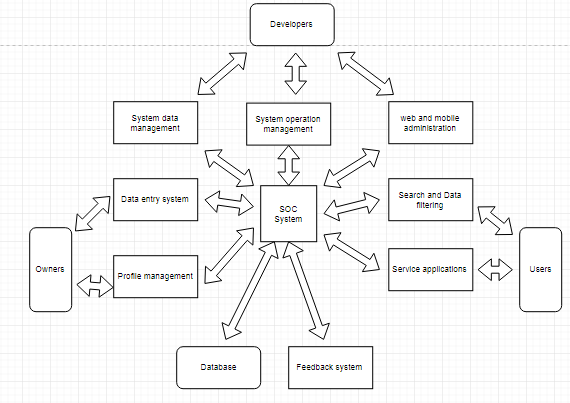 Developers
System data
management
System operation
management
web and mobile
administration
Data entry system
SOC
System
Search and Data
filtering
Owners
Profile management
Service applications
Users
Database
Feedback system